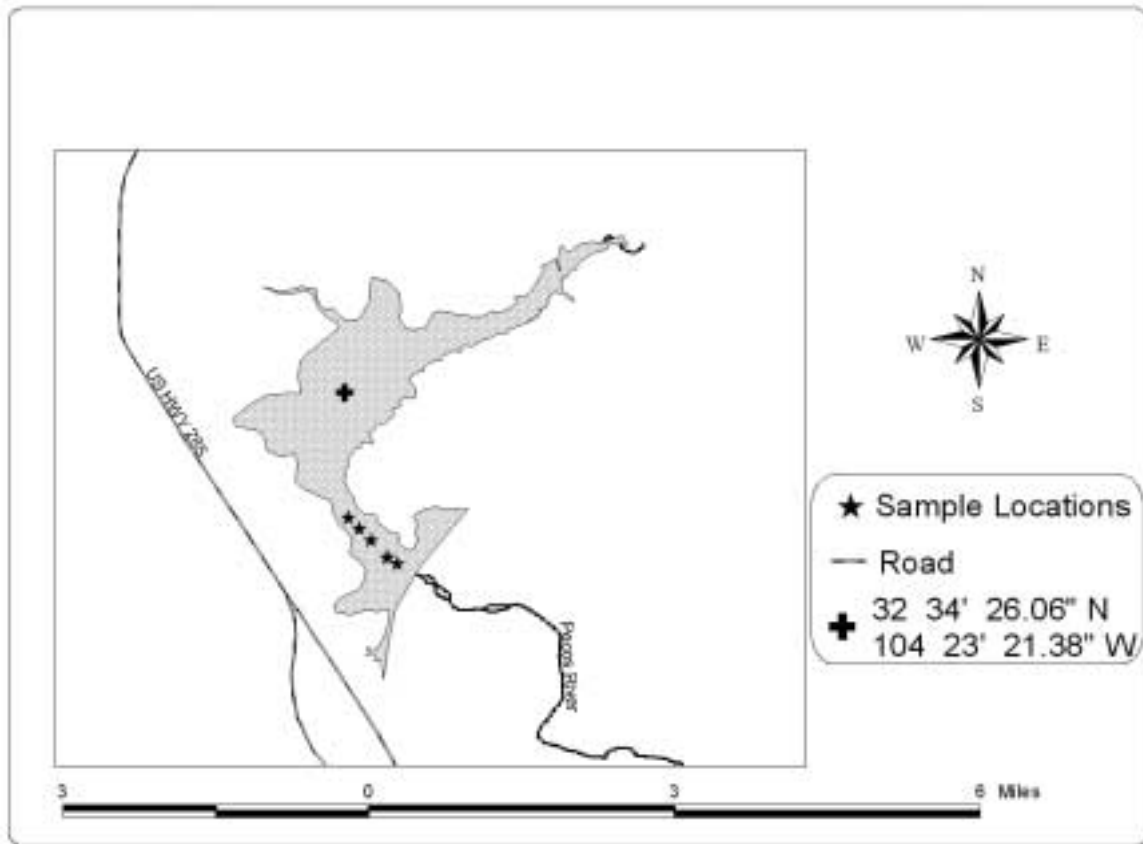 N
W E
S
US HWY 285
Sample Locations
Road
32 34' 26.06" N
104 23' 21.38" W
Pecos River
3 0 3 6 Miles